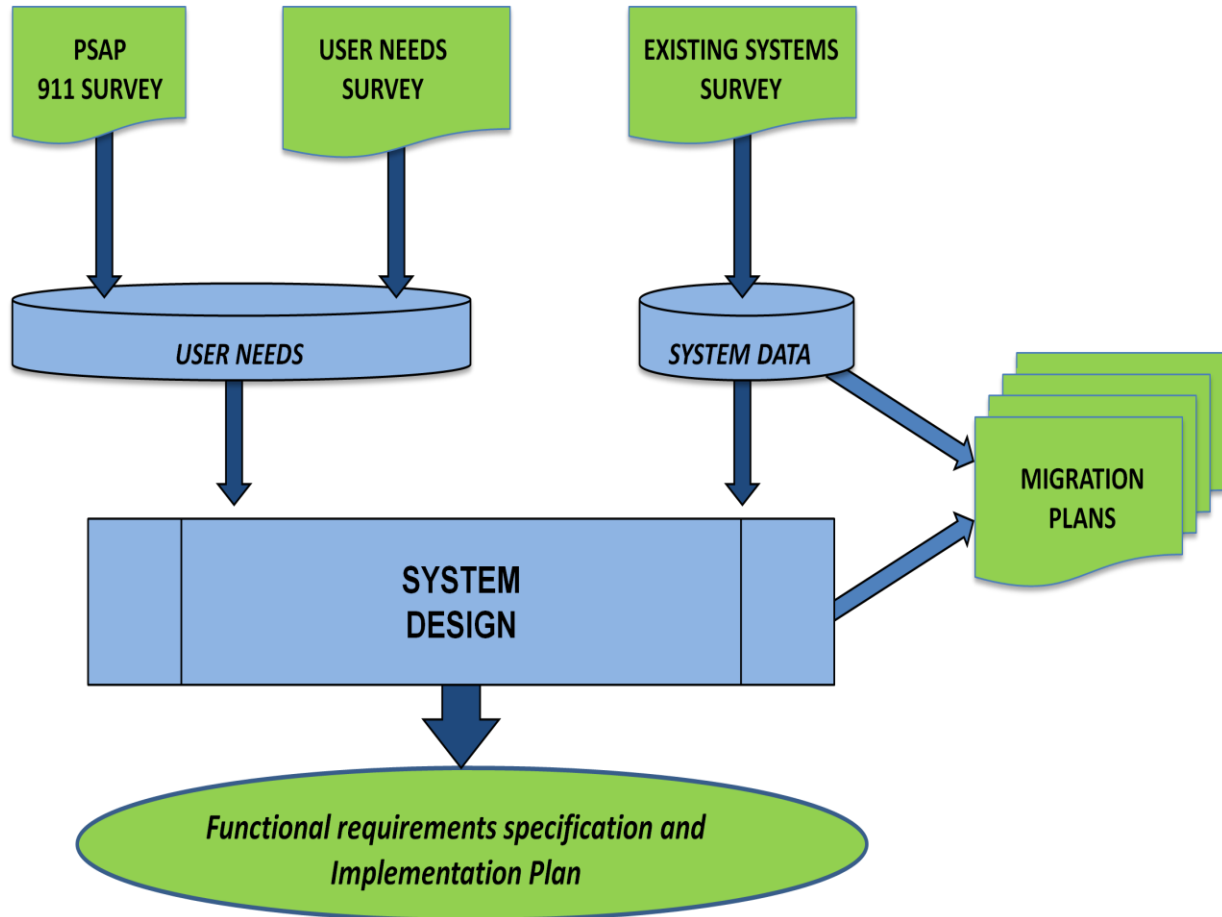 PSAP
911 SURVEY
USER NEEDS
SURVEY
EXISTING SYSTEMS
SURVEY
USER NEEDS
SYSTEM DATA
MIGRATION
PLANS
SYSTEM
DESIGN
Functional requirements specification and
Implementation Plan